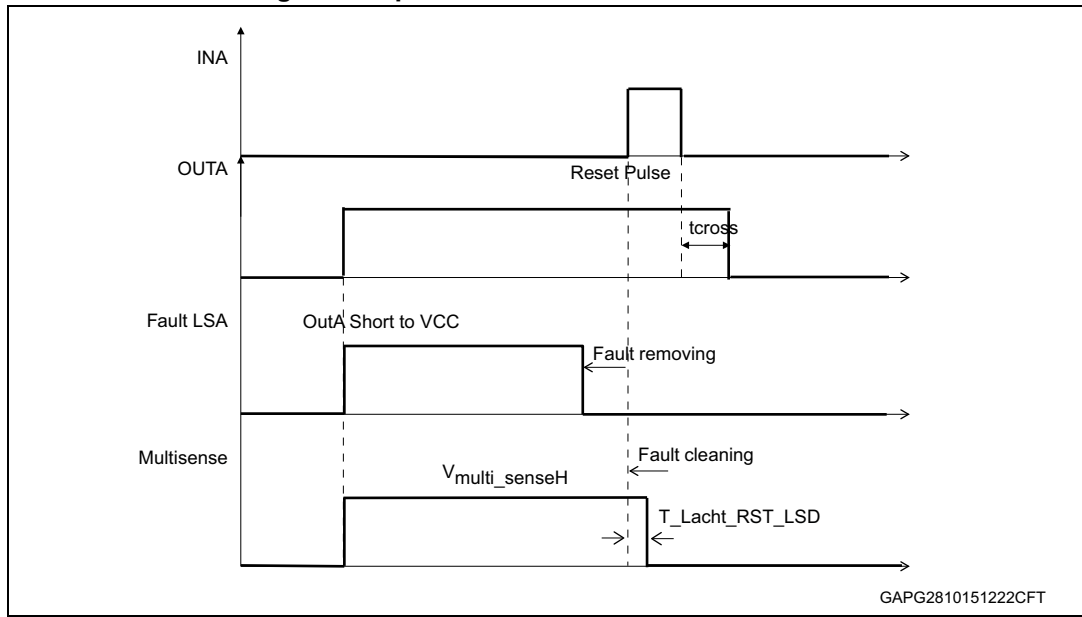 INA
Reset Pulse
OUTA
tcross
Fault LSA
OutA Short to VCC
Fault removing
Multisense
Fault cleaning
Vmulti_senseH
T_Lacht_RST_LSD
GAPG2810151222CFT